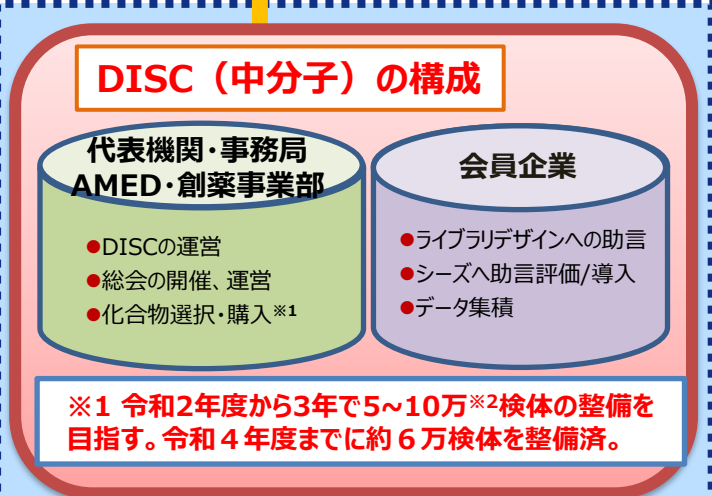 DISC（中分子）の構成
代表機関・事務局
AMED・創薬事業部
●DISCの運営
●総会の開催、運営
●化合物選択・購入※1
会員企業
●ライブラリデザインへの助言
●シーズへ助言評価/導入
●データ集積
※1 令和2年度から3年で5~10万※2検体の整備を
目指す。令和４年度までに約６万検体を整備済。